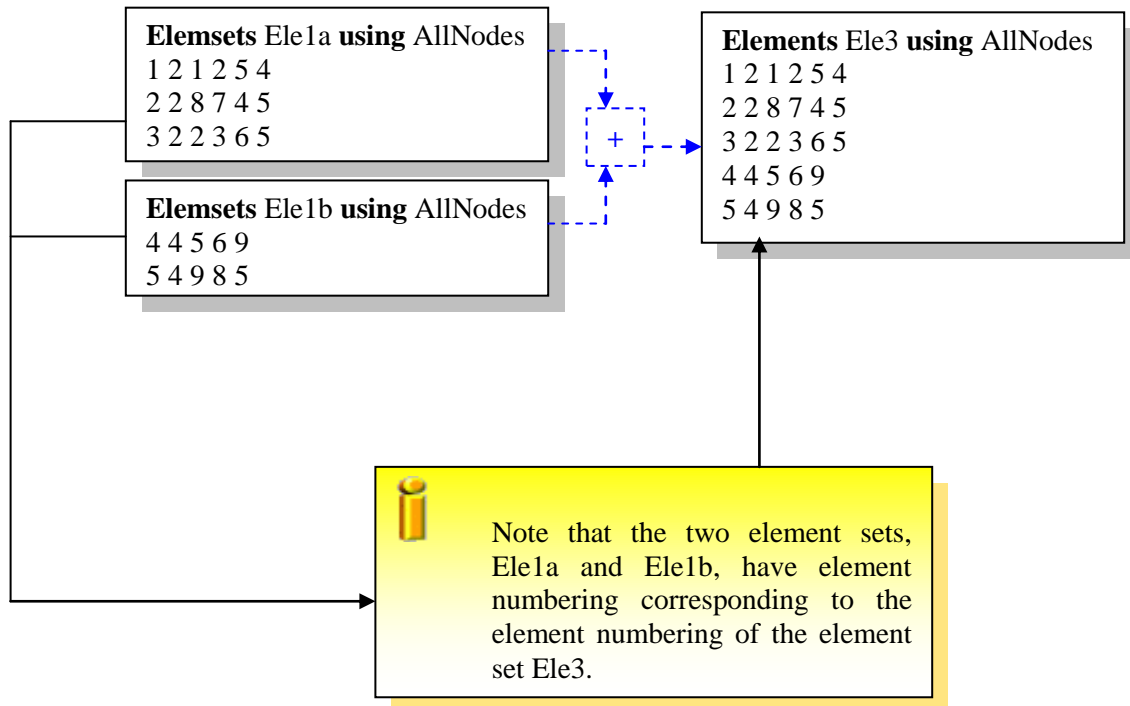 Elemsets Ele1a using AllNodes
1 2 1 2 5 4
2 2 8 7 4 5
3 2 2 3 6 5
Elemsets Ele1b using AllNodes
4 4 5 6 9
5 4 9 8 5
+
Elements Ele3 using AllNodes
1 2 1 2 5 4
2 2 8 7 4 5
3 2 2 3 6 5
4 4 5 6 9
5 4 9 8 5
Note that the two element sets,
Ele1a and Ele1b, have element
numbering corresponding to the
element numbering of the element
set Ele3.